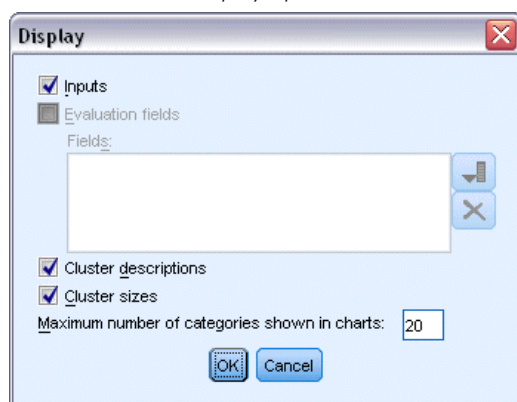 Display
Inputs
Evaluation fields
Fields:
Cluster descriptions
Cluster sizes
Maximum number of categories shown in charts: 20
OK Cancel